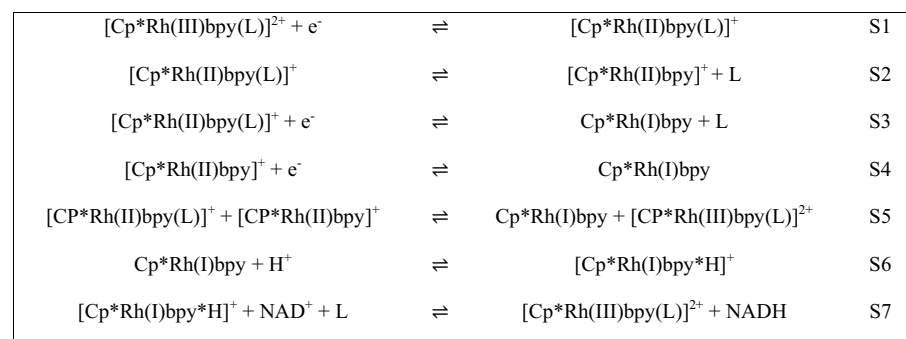 [Cp*Rh(III)bpy(L)]²⁺ + e⁻ ⇌ [Cp*Rh(II)bpy(L)]⁺ S1
[Cp*Rh(II)bpy(L)]⁺ ⇌ [Cp*Rh(II)bpy]⁺ + L S2
[Cp*Rh(II)bpy(L)]⁺ + e⁻ ⇌ Cp*Rh(I)bpy + L S3
[Cp*Rh(II)bpy]⁺ + e⁻ ⇌ Cp*Rh(I)bpy S4
[CP*Rh(II)bpy(L)]⁺ + [CP*Rh(II)bpy]⁺ ⇌ Cp*Rh(I)bpy + [CP*Rh(III)bpy(L)]²⁺ S5
Cp*Rh(I)bpy + H⁺ ⇌ [Cp*Rh(I)bpy*H]⁺ S6
[Cp*Rh(I)bpy*H]⁺ + NAD⁺ + L ⇌ [Cp*Rh(III)bpy(L)]²⁺ + NADH S7